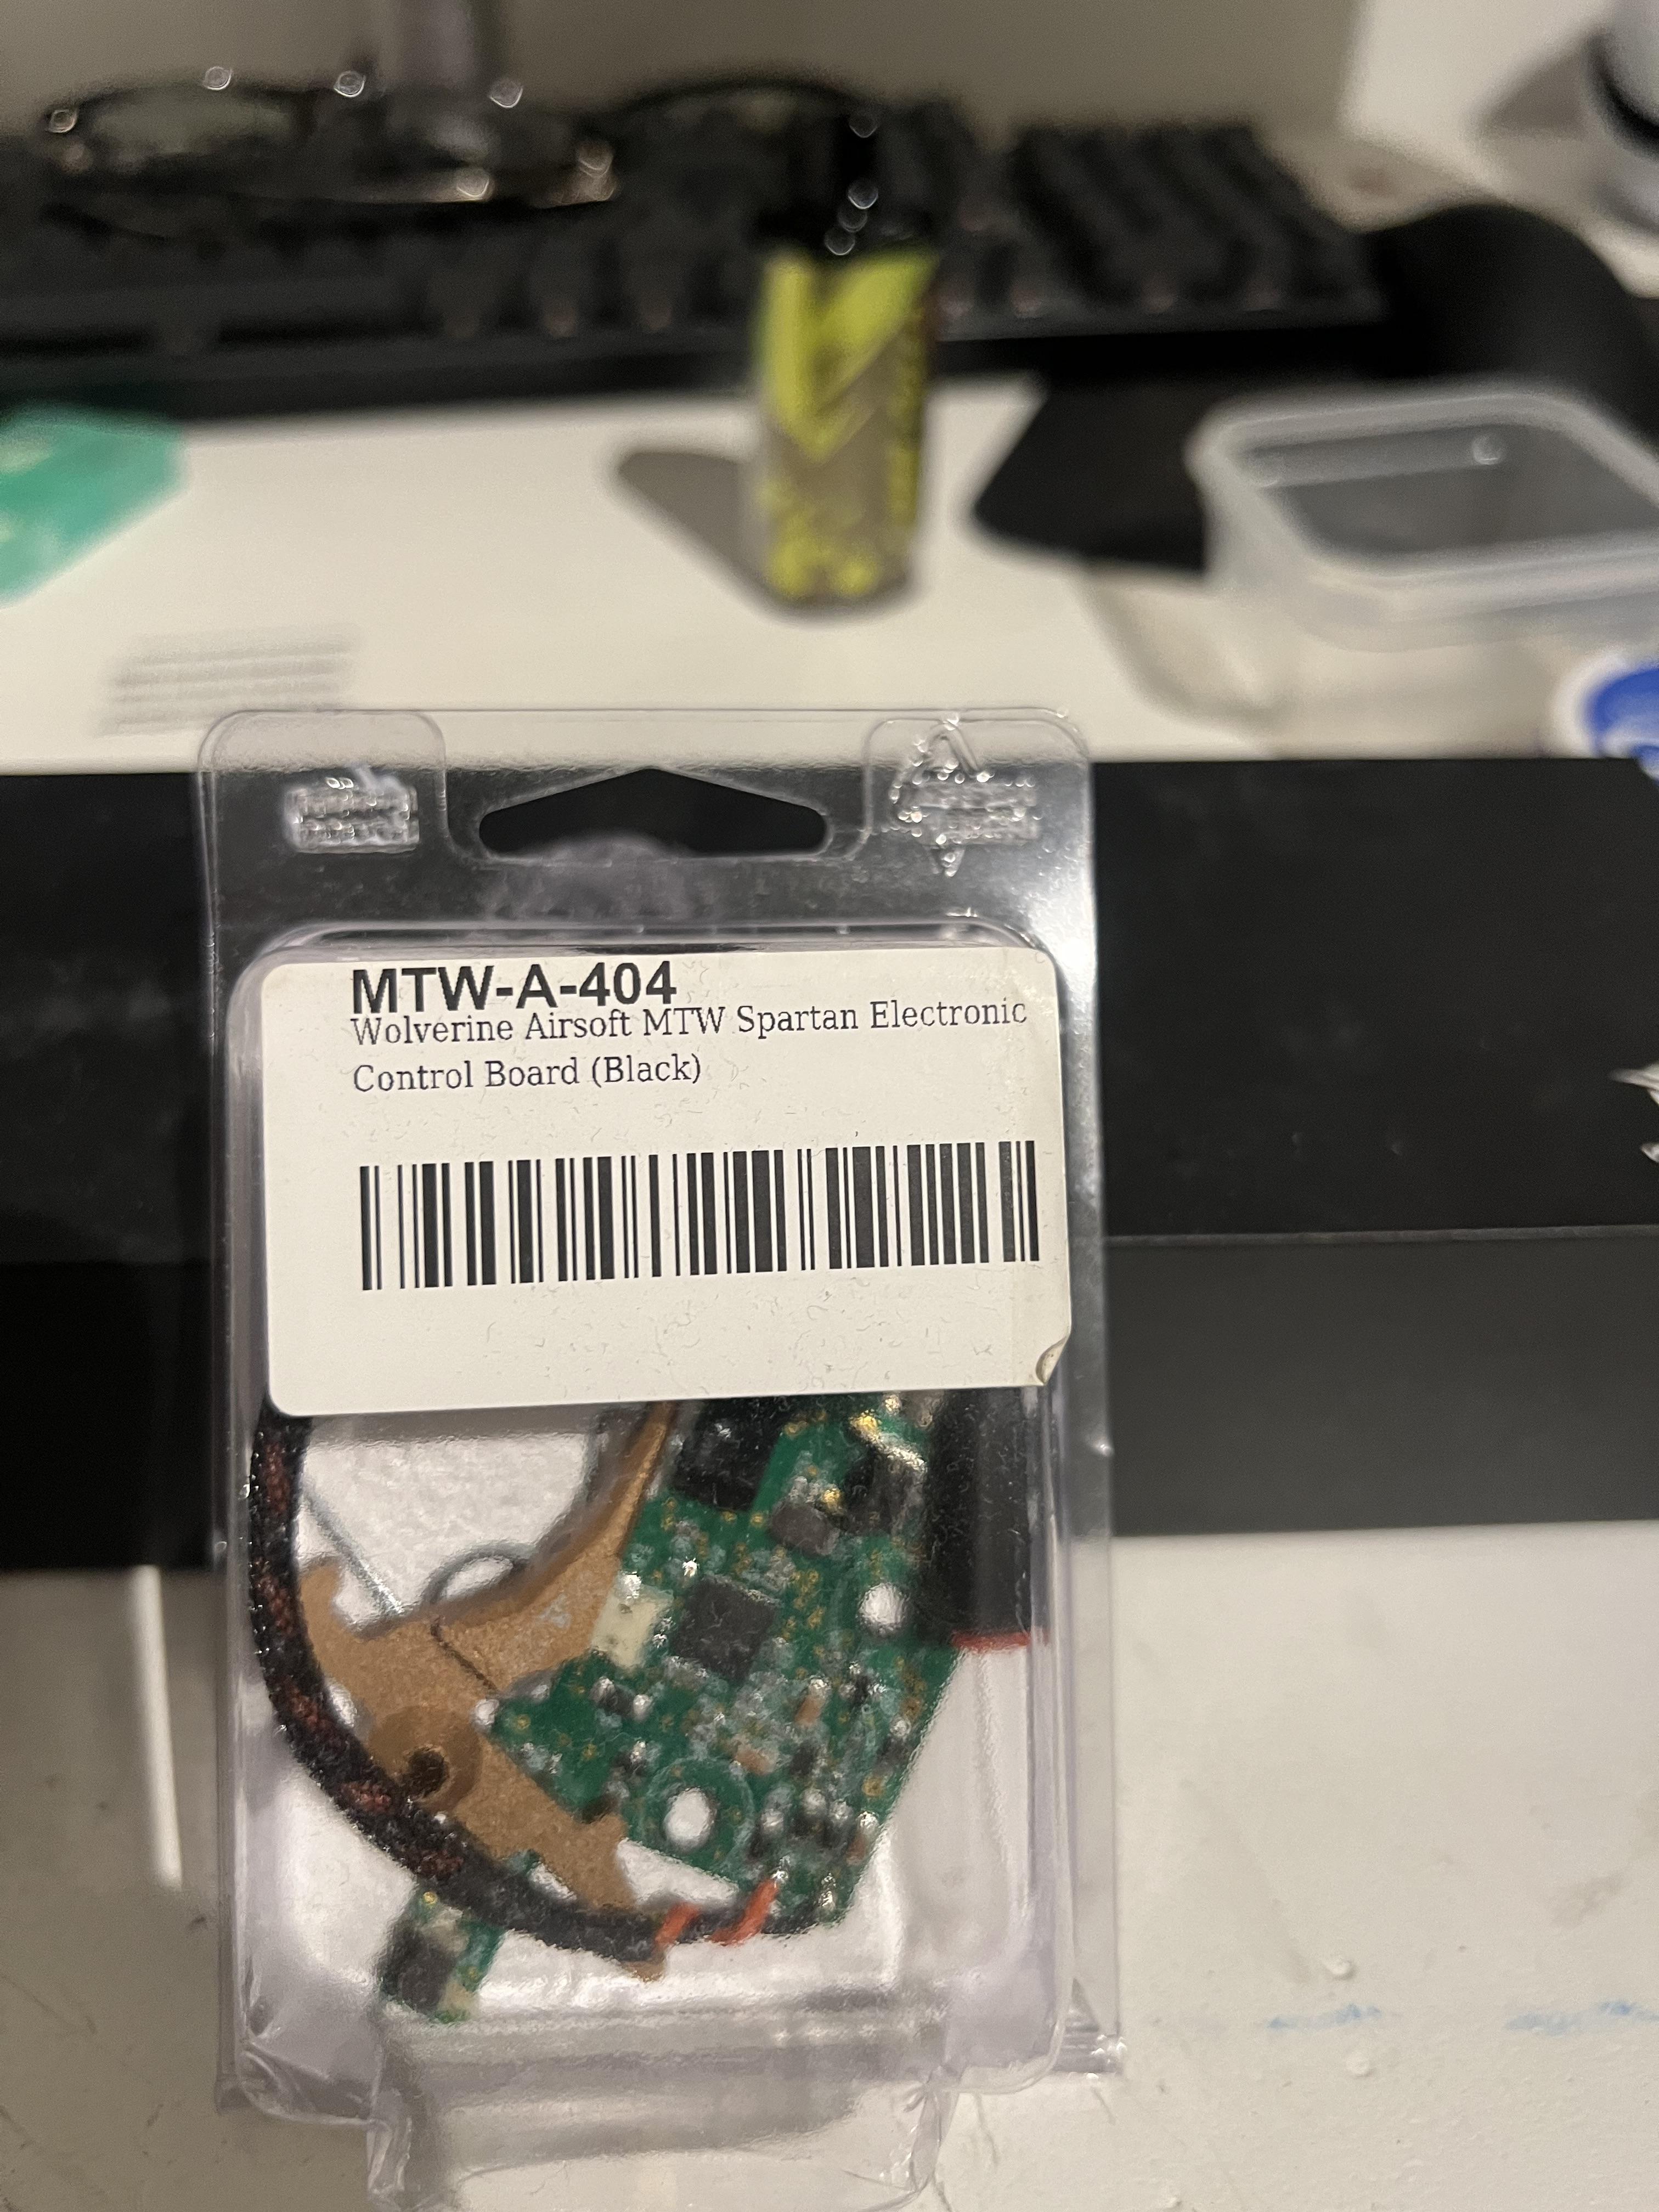 MTW-A-404
Wolverine Airsoft MTW Spartan Electronic
Control Board (Black)